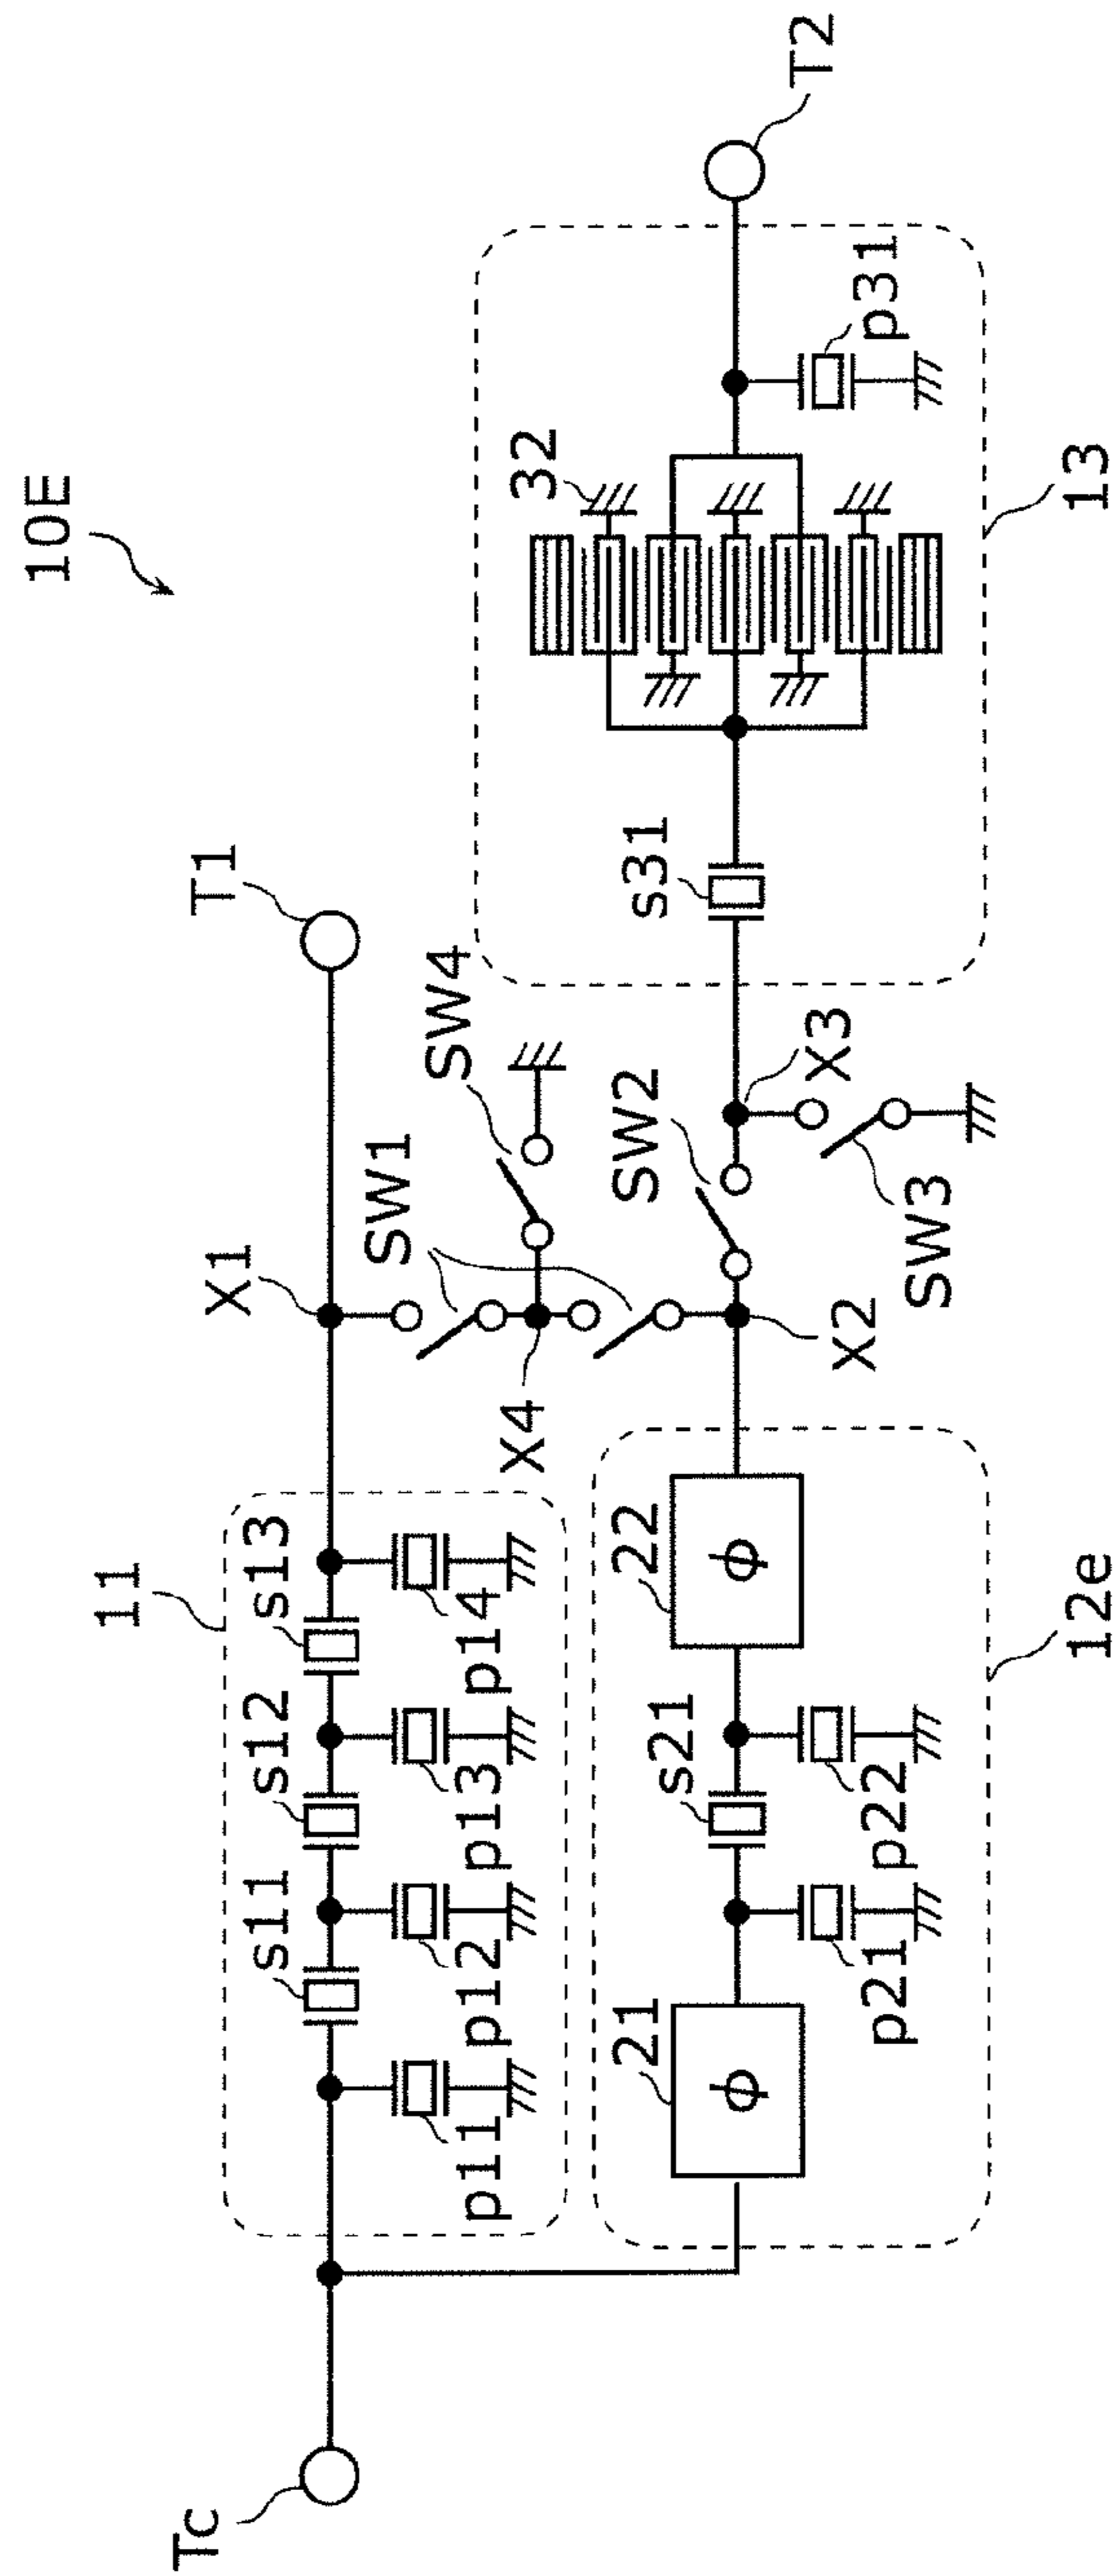 10E
Tc
11
s11
s12
s13
p11
p12
p13
p14
X1
T1
SW1
SW4
X4
21
22
ϕ
ϕ
s21
p21
p22
12e
X2
SW2
X3
SW3
s31
32
p31
13
T2